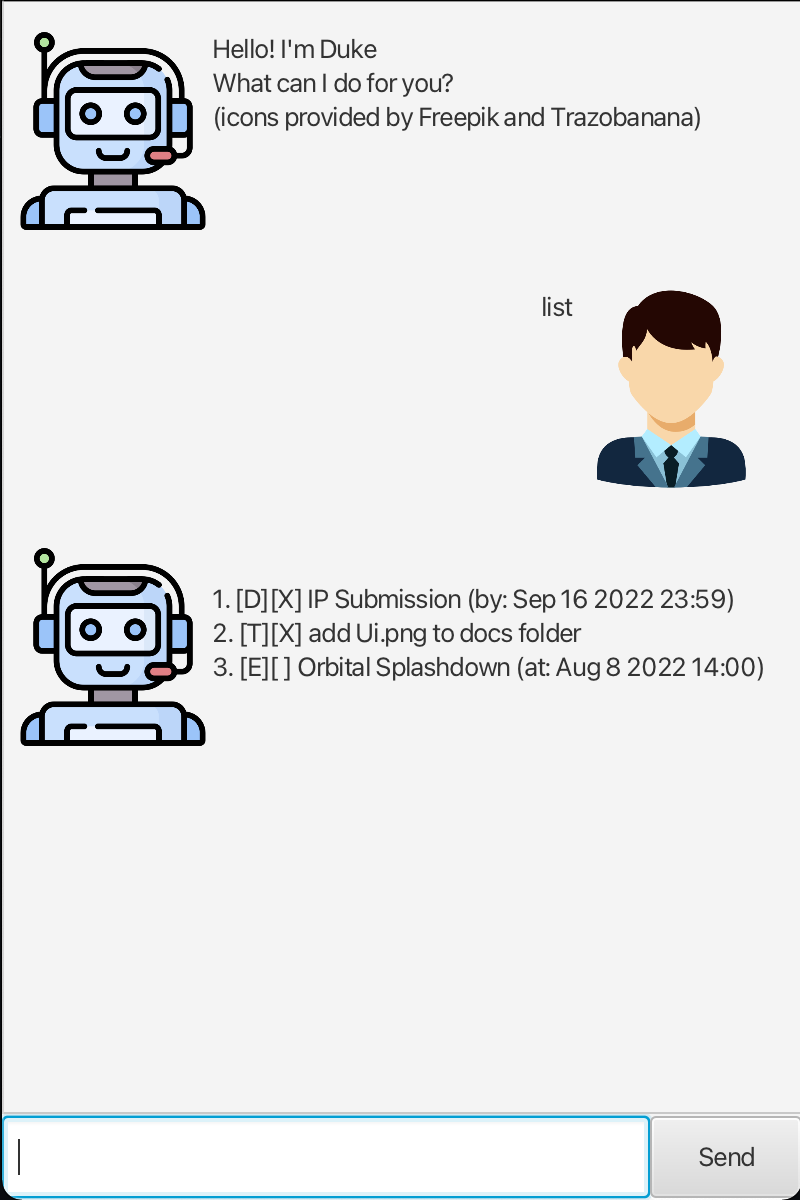 Hello! I'm Duke
What can I do for you?
(icons provided by Freepik and Trazobanana)
list
1. [D][X] IP Submission (by: Sep 16 2022 23:59)
2. [T][X] add Ui.png to docs folder
3. [E][ ] Orbital Splashdown (at: Aug 8 2022 14:00)
Send